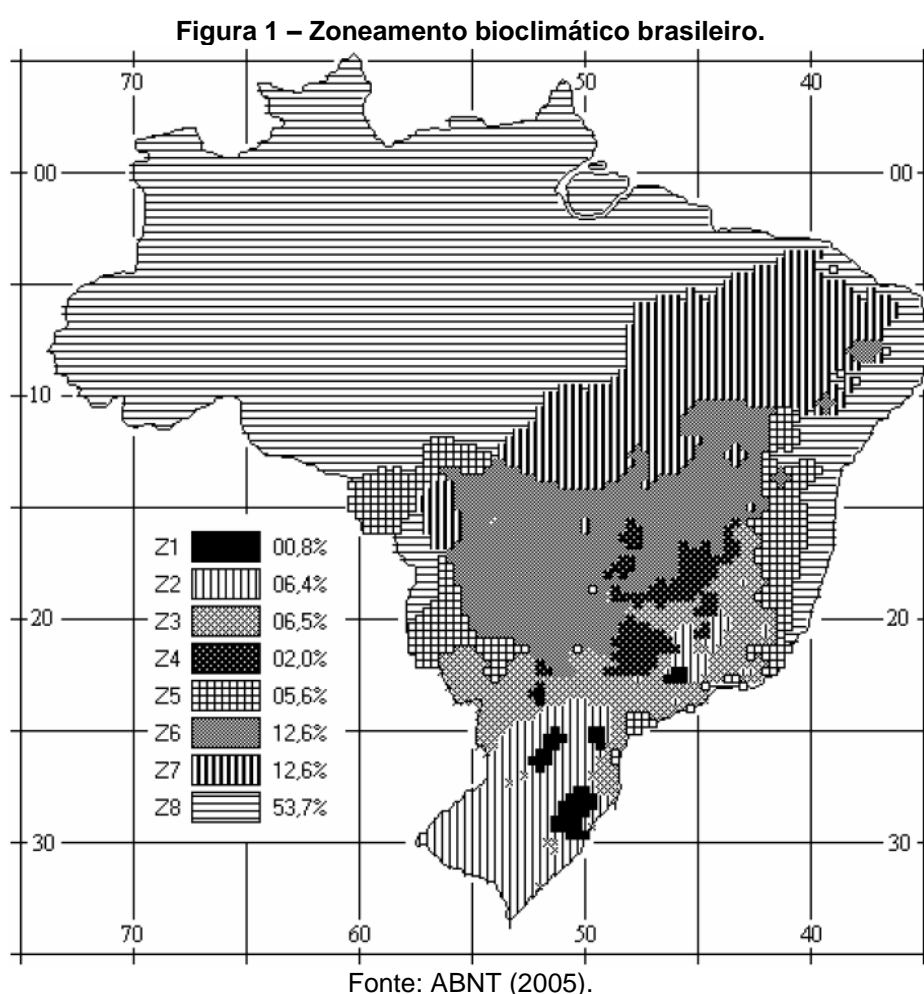 Figura 1 – Zoneamento bioclimático brasileiro.
70 50 40
00 00
10
Z1 00,8%
Z2 06,4%
Z3 06,5%
Z4 02,0%
Z5 05,6%
Z6 12,6%
Z7 12,6%
Z8 53,7%
20 20
30 30
70 60 50 40
Fonte: ABNT (2005).